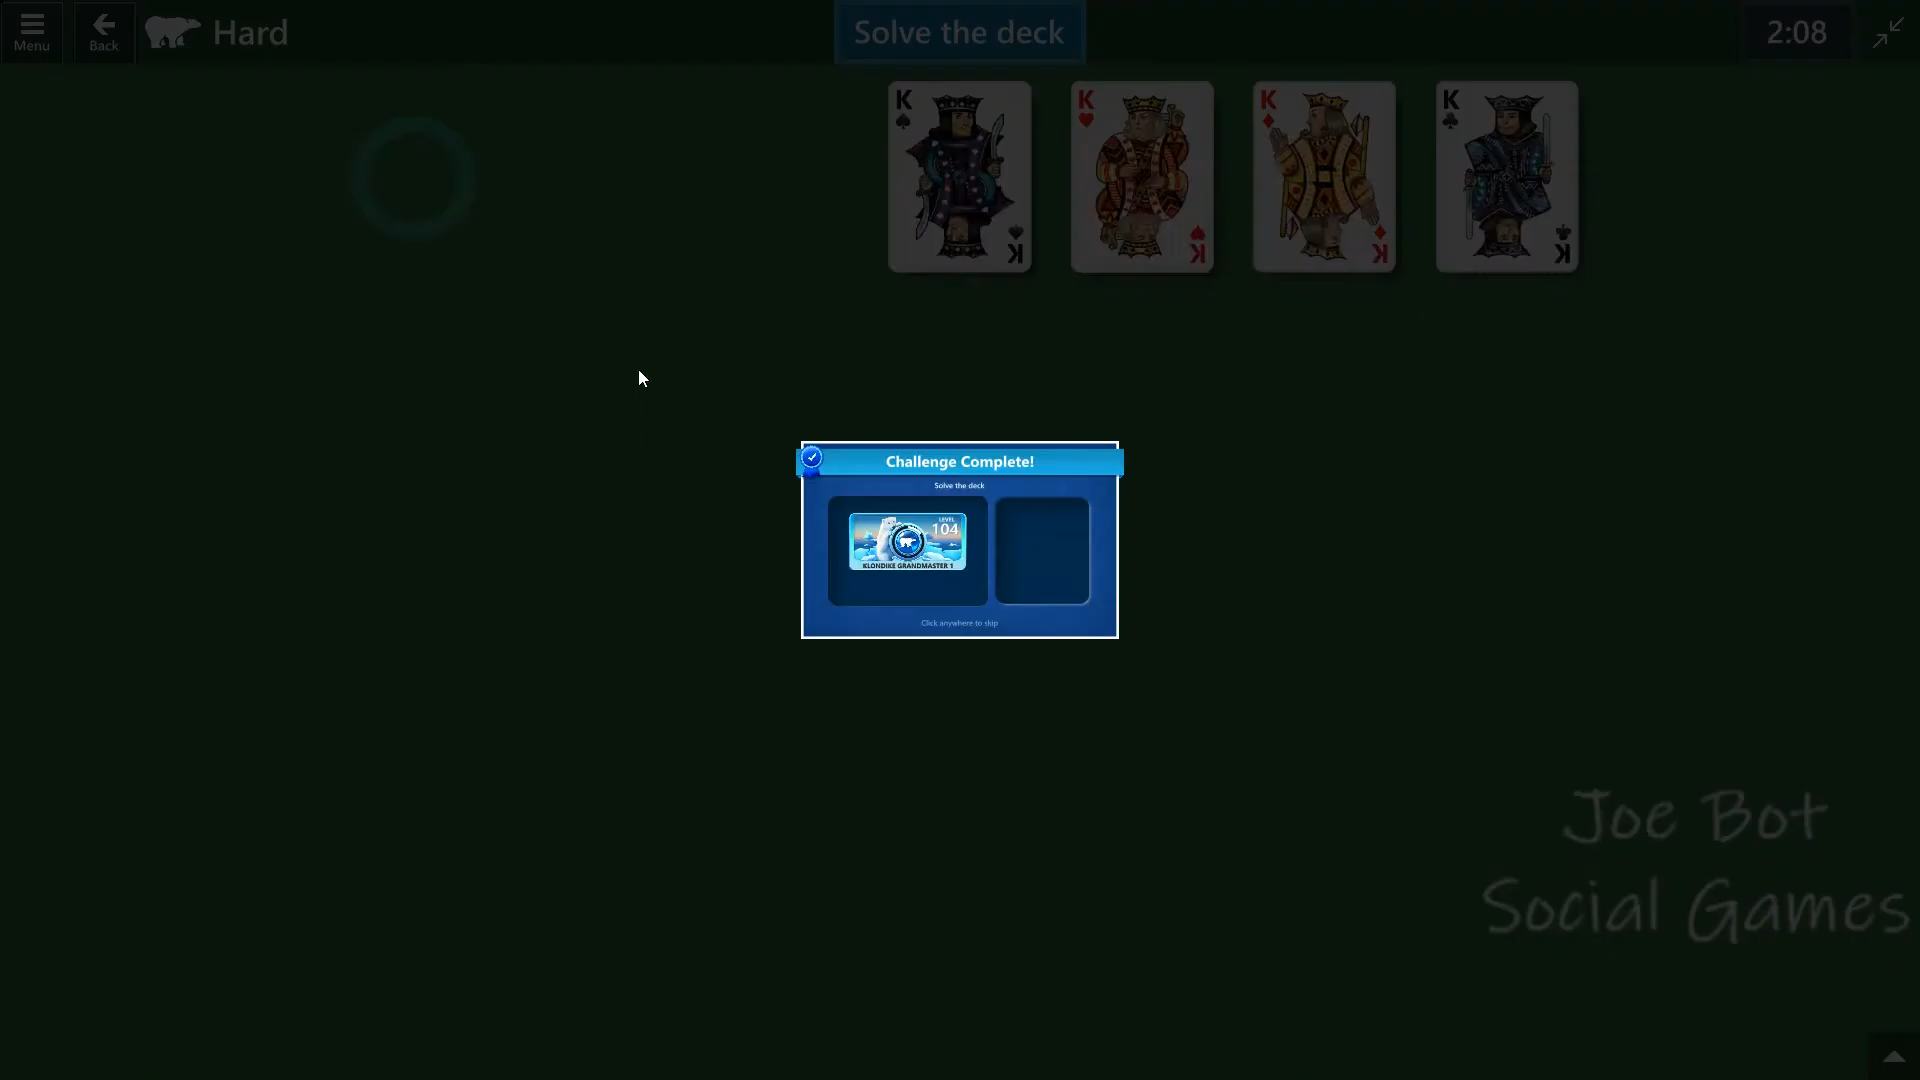 Menu
Back
Hard
Solve the deck
2:08
K
K
K
K
K
K
K
K
Challenge Complete!
Solve the deck
LEVEL
104
KLONDIKE GRANDMASTER 1
Click anywhere to skip
Joe Bot
Social Games